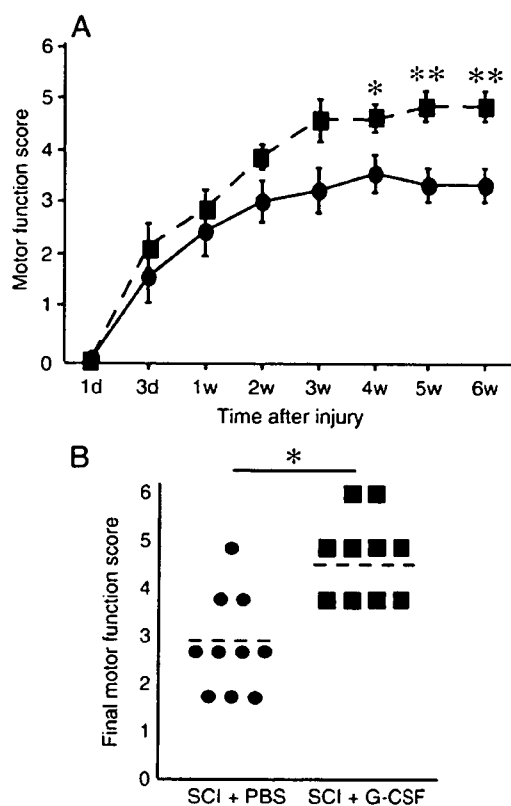 A
Motor function score
6
5
4
3
2
1
0
* ** **
1d 3d 1w 2w 3w 4w 5w 6w
Time after injury
B
*
Final motor function score
6
5
4
3
2
1
0
SCI + PBS SCI + G-CSF